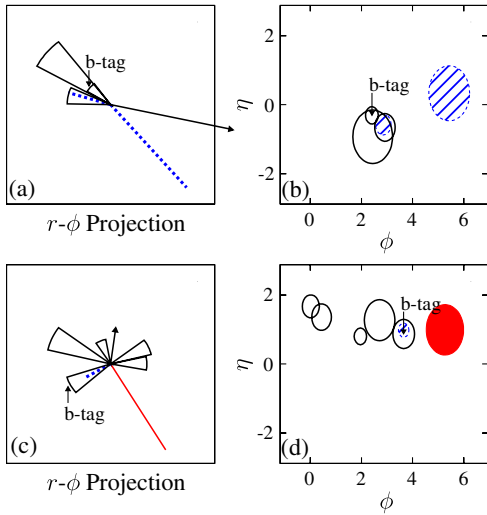 b-tag
(a)
r-ϕ Projection
2
0
-2
η
b-tag
(b)
0 2 4 6
ϕ
b-tag
(c)
r-ϕ Projection
2
0
-2
η
b-tag
(d)
0 2 4 6
ϕ